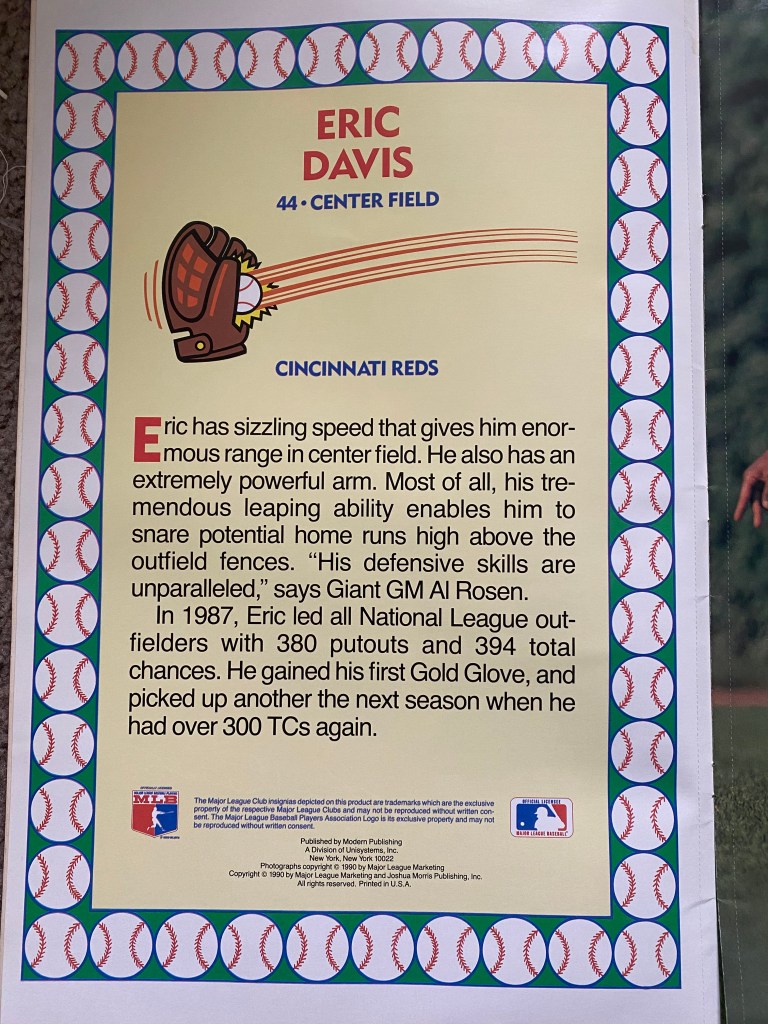 ERIC
DAVIS
44 • CENTER FIELD
CINCINNATI REDS
Eric has sizzling speed that gives him enor-
mous range in center field. He also has an
extremely powerful arm. Most of all, his tre-
mendous leaping ability enables him to
snare potential home runs high above the
outfield fences. “His defensive skills are
unparalleled,” says Giant GM Al Rosen.
In 1987, Eric led all National League out-
fielders with 380 putouts and 394 total
chances. He gained his first Gold Glove, and
picked up another the next season when he
had over 300 TCs again.
MLB
The Major League Club insignias depicted on this product are trademarks which are the exclusive
property of the respective Major League Clubs and may not be reproduced without written con-
sent. The Major League Baseball Players Association Logo is its exclusive property and may not
be reproduced without written consent.
OFFICIAL LICENSEE
MAJOR LEAGUE BASEBALL
Published by Modern Publishing
A Division of Unisystems, Inc.
New York, New York 10022
Photographs copyright © 1990 by Major League Marketing
Copyright © 1990 by Major League Marketing and Joshua Morris Publishing, Inc.
All rights reserved. Printed in U.S.A.